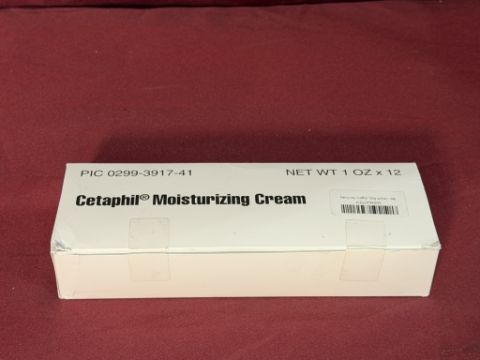 PIC 0299-3917-41 NET WT 1 OZ x 12
Cetaphil® Moisturizing Cream